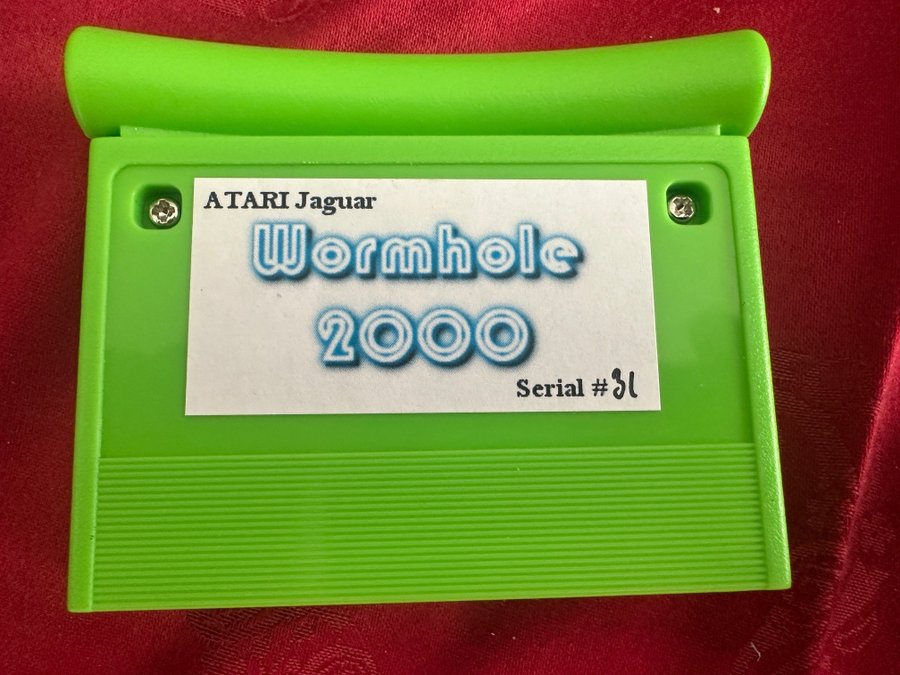 ATARI Jaguar
Wormhole
2000
Serial #31